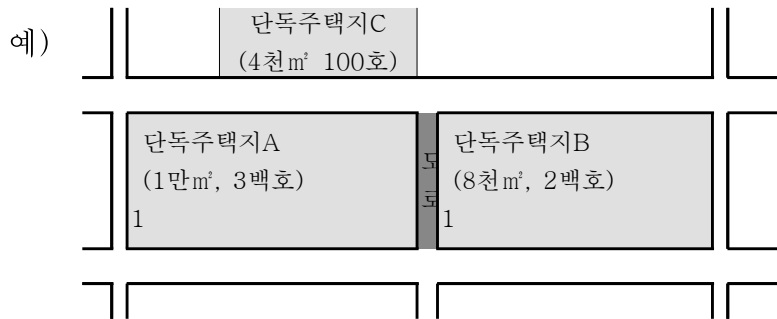 예)
단독주택지C
(4천㎡ 100호)
단독주택지A
(1만㎡, 3백호)
1
도
로
단독주택지B
(8천㎡, 2백호)
1